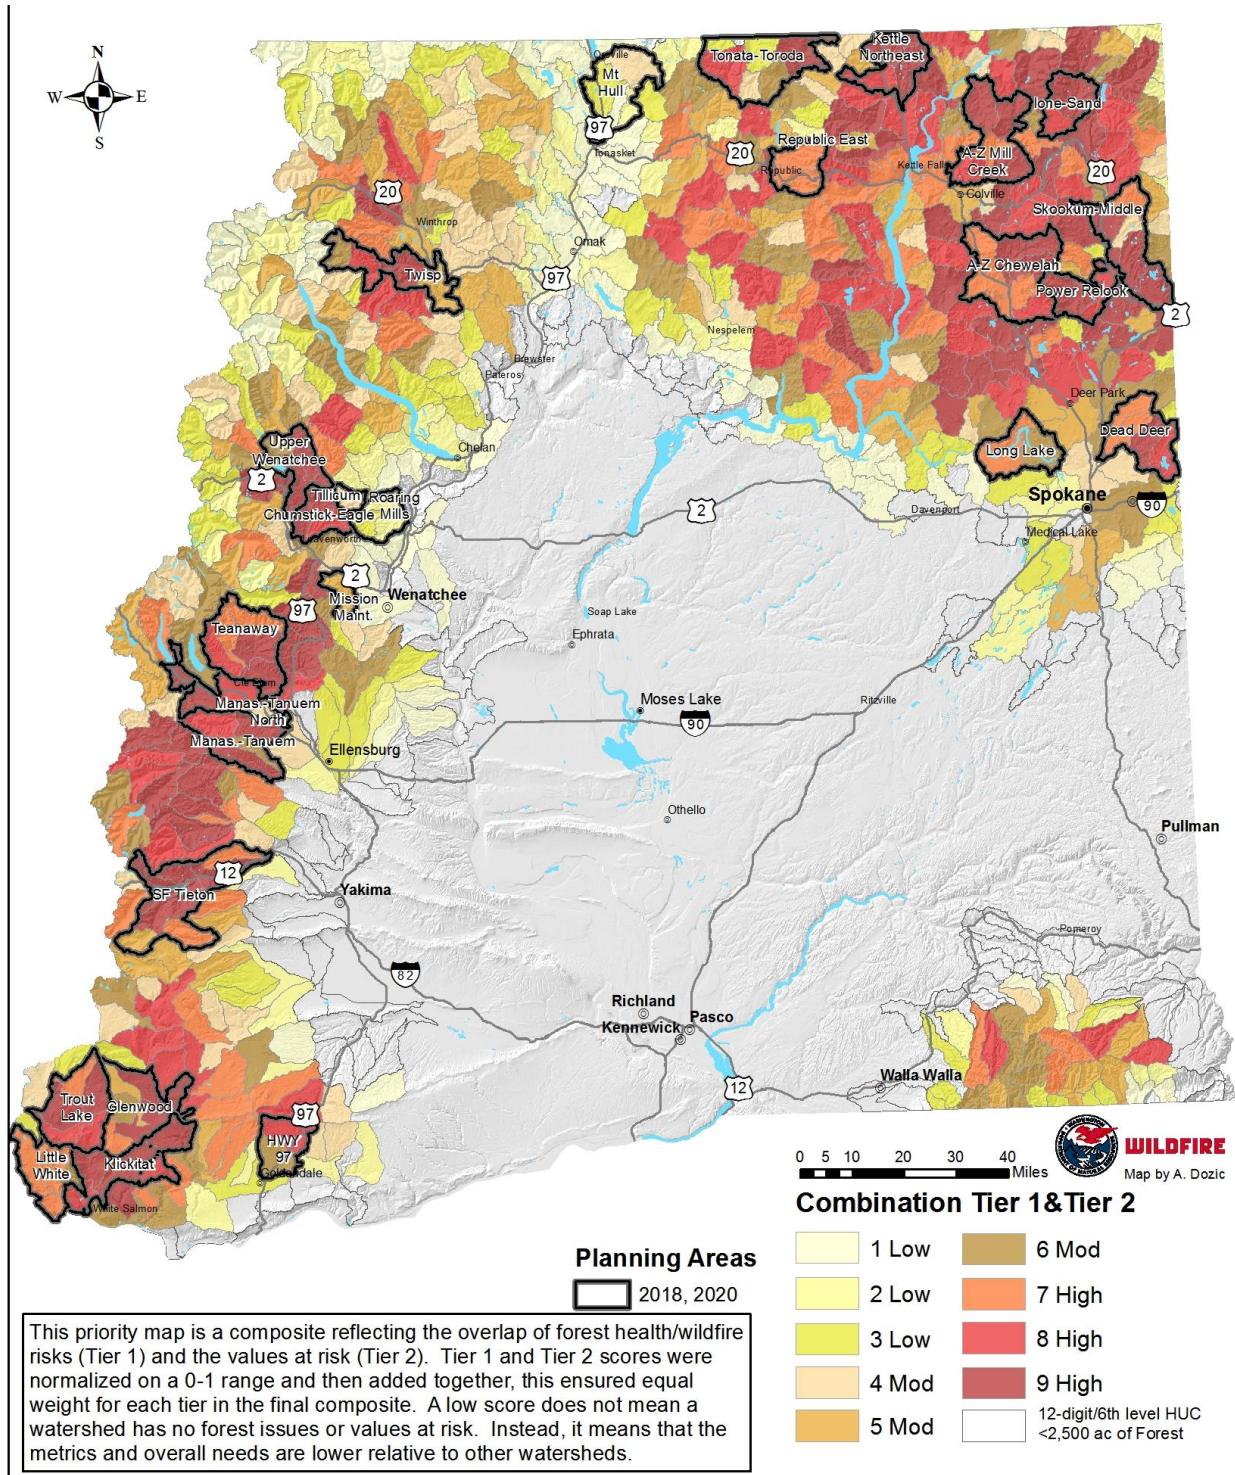 N
W E
S
Oroville
Mt
Hull
97
Tonasket
Tonata-Toroda
Kettle
Northeast
Ione-Sand
20
Republic East
Republic
Kettle Falls
A-Z Mill
Creek
Colville
20
20
Winthrop
Skookum-Middle
Omak
Twisp
97
A-Z Chewelah
Power Relook
2
Nespelem
Brewster
Pateros
Deer Park
Dead Deer
Long Lake
Chelan
Upper
Wenatchee
2
Tillicum
Roaring
Chumstick-Eagle
Mills
Leavenworth
2
Davenport
Spokane
90
Medical Lake
2
Mission
Maint.
Wenatchee
97
Teanaway
Soap Lake
Ephrata
Cle Elum
Manas.-Tanuem
North
Manas.-Tanuem
Moses Lake
90
Ritzville
Ellensburg
Othello
Pullman
12
SF Tieton
Yakima
Pomeroy
82
Richland
Pasco
Kennewick
12
Walla Walla
Trout
Lake
Glenwood
97
HWY
97
Little
White
Klickitat
Goldendale
White Salmon
WILDFIRE
Map by A. Dozic
0 5 10 20 30 40
Miles
Combination Tier 1&Tier 2
1 Low
2 Low
3 Low
4 Mod
5 Mod
6 Mod
7 High
8 High
9 High
12-digit/6th level HUC
<2,500 ac of Forest
Planning Areas
2018, 2020
This priority map is a composite reflecting the overlap of forest health/wildfire
risks (Tier 1) and the values at risk (Tier 2).  Tier 1 and Tier 2 scores were
normalized on a 0-1 range and then added together, this ensured equal
weight for each tier in the final composite.  A low score does not mean a
watershed has no forest issues or values at risk.  Instead, it means that the
metrics and overall needs are lower relative to other watersheds.